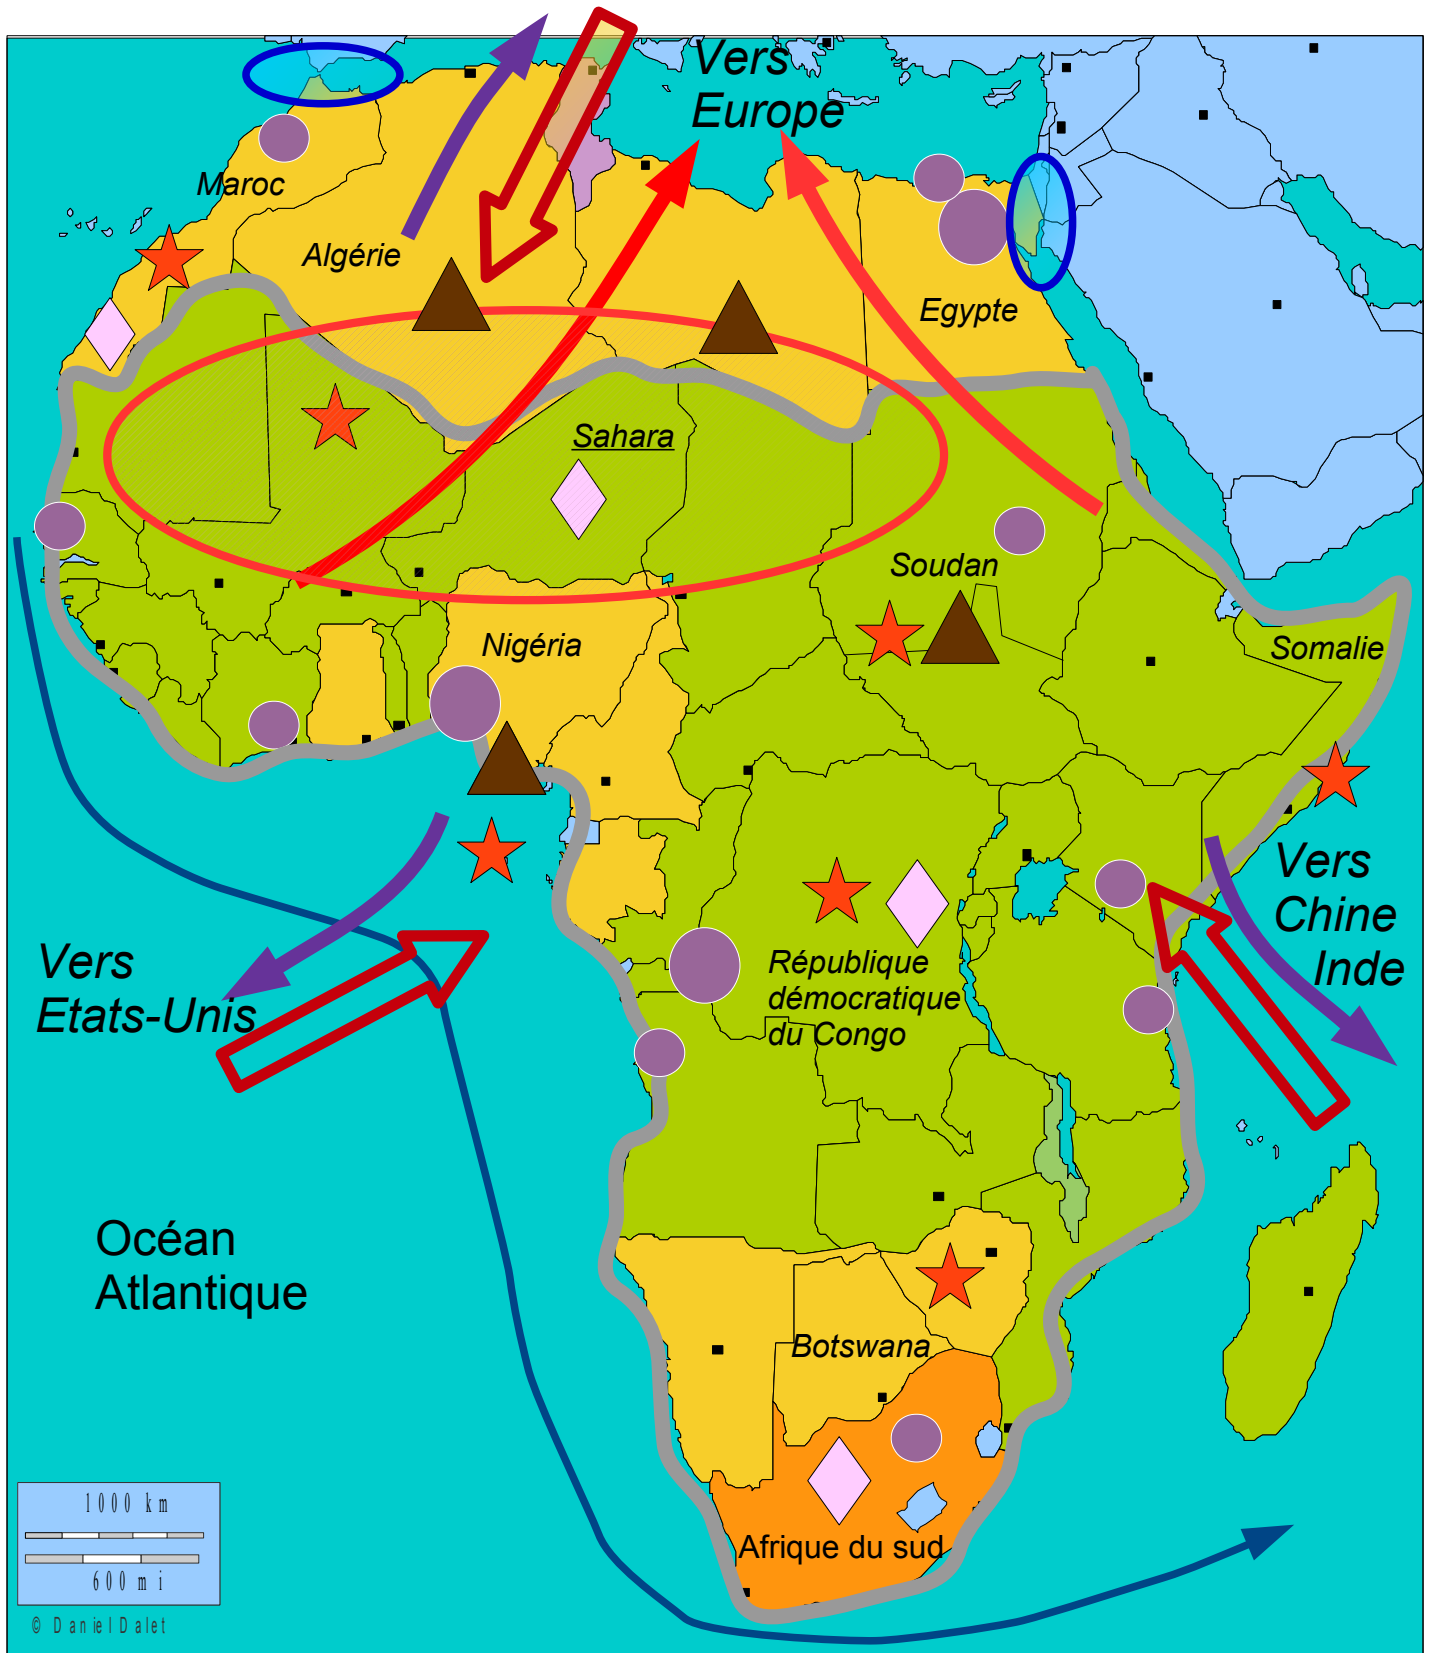 Vers
Europe
Maroc
Algérie
Egypte
Sahara
Soudan
Nigéria
Somalie
Vers
Chine
Inde
Vers
Etats-Unis
République
démocratique
du Congo
Océan
Atlantique
Botswana
Afrique du sud
1000 km
600 mi
© Daniel Dalet